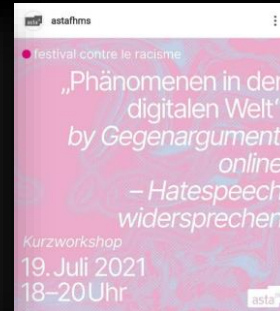 asta
astafhms
festival contre le racisme
„Phänomenen in der
digitalen Welt“
by Gegenargument
online
– Hatespeech
widersprechen
Kurzworkshop
19. Juli 2021
18–20 Uhr
asta